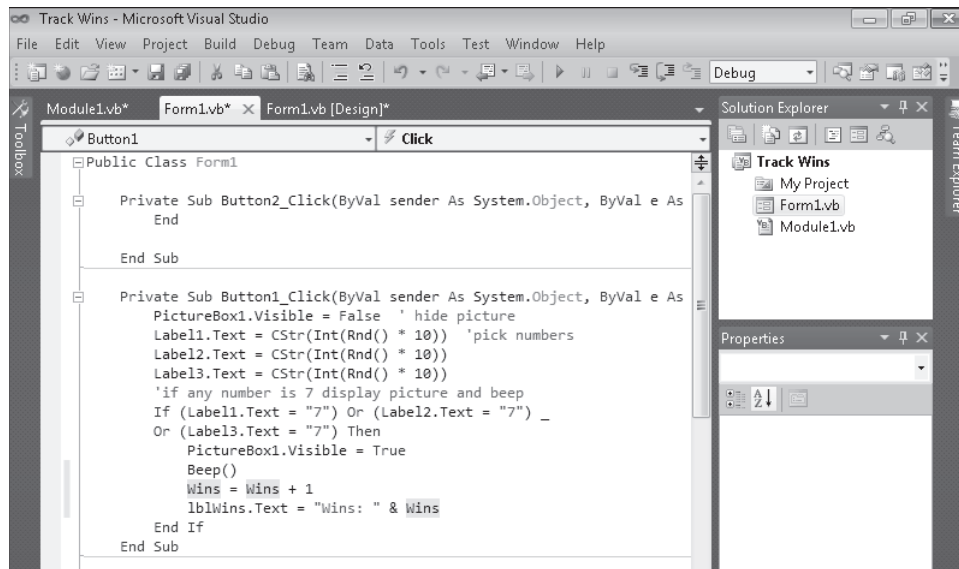 Track Wins - Microsoft Visual Studio
File Edit View Project Build Debug Team Data Tools Test Window Help
Debug
Module1.vb* Form1.vb* Form1.vb [Design]*
Toolbox
Button1 Click
Public Class Form1
Private Sub Button2_Click(ByVal sender As System.Object, ByVal e As
End
End Sub
Private Sub Button1_Click(ByVal sender As System.Object, ByVal e As
PictureBox1.Visible = False ' hide picture
Label1.Text = CStr(Int(Rnd() * 10)) 'pick numbers
Label2.Text = CStr(Int(Rnd() * 10))
Label3.Text = CStr(Int(Rnd() * 10))
'if any number is 7 display picture and beep
If (Label1.Text = "7") Or (Label2.Text = "7") _
Or (Label3.Text = "7") Then
PictureBox1.Visible = True
Beep()
Wins = Wins + 1
lblWins.Text = "Wins: " & Wins
End If
End Sub
Solution Explorer
Track Wins
My Project
Form1.vb
Module1.vb
Properties
Team Explorer